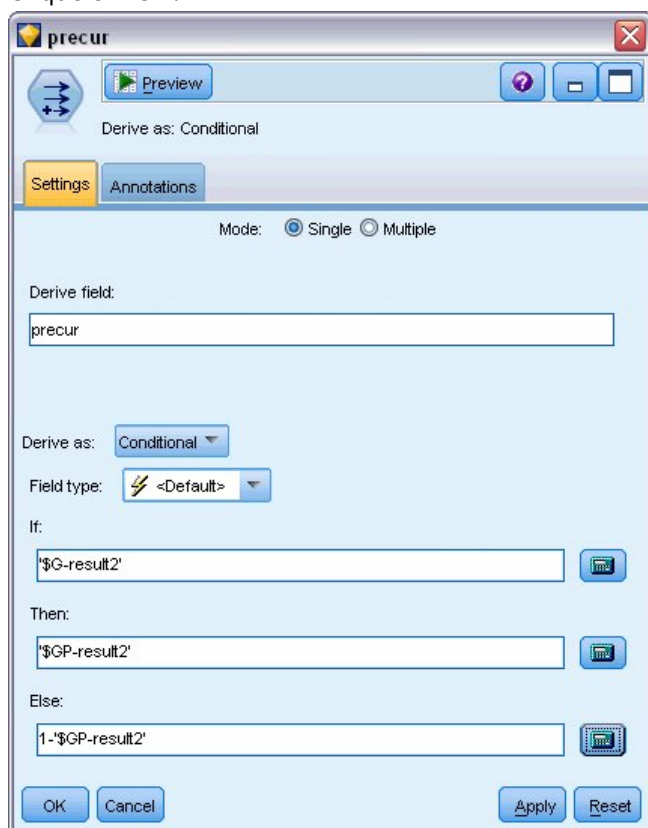 precur
Preview
Derive as: Conditional
Settings Annotations
Mode: Single Multiple
Derive field:
precur
Derive as: Conditional
Field type: <Default>
If:
'$G-result2'
Then:
'$GP-result2'
Else:
1-'$GP-result2'
OK Cancel Apply Reset